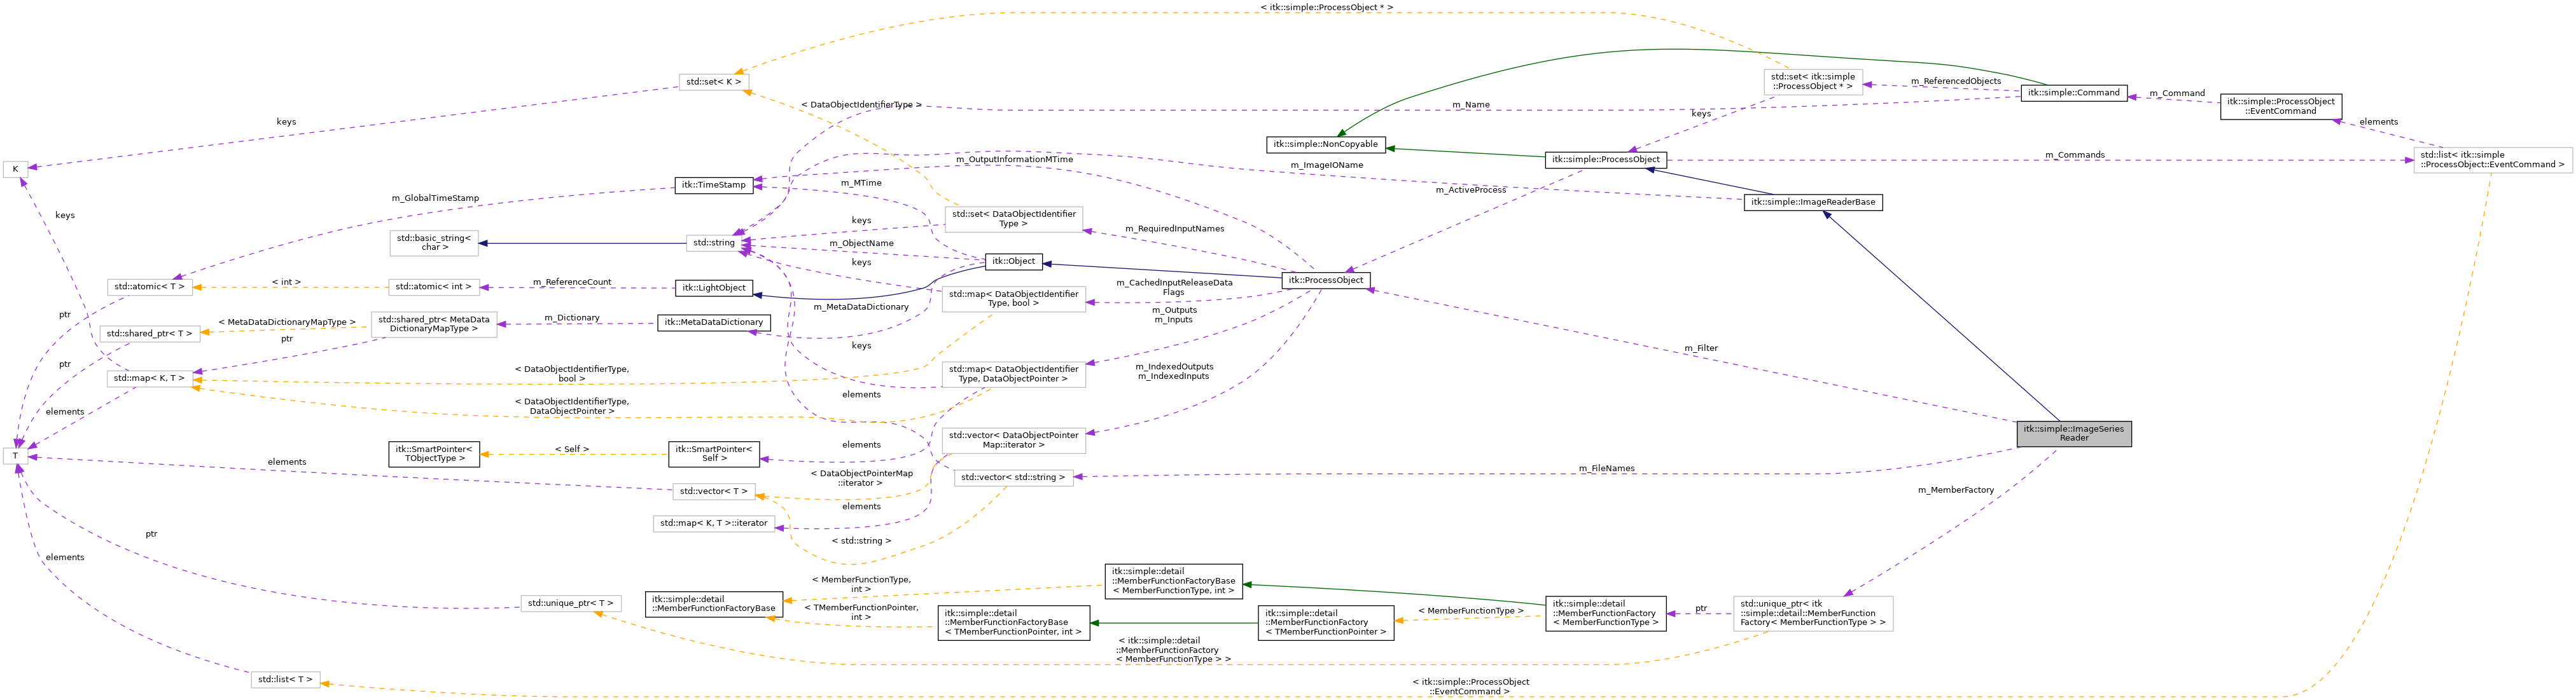 < itk::simple::ProcessObject * >
std::set< K >
std::set< itk::simple
::ProcessObject * >
m_ReferencedObjects
itk::simple::Command
m_Command
itk::simple::ProcessObject
::EventCommand
< DataObjectIdentifierType >
m_Name
keys
keys
elements
itk::simple::NonCopyable
itk::simple::ProcessObject
m_Commands
std::list< itk::simple
::ProcessObject::EventCommand >
K
m_OutputInformationMTime
m_ImageIOName
itk::TimeStamp
m_MTime
m_ActiveProcess
m_GlobalTimeStamp
itk::simple::ImageReaderBase
keys
std::set< DataObjectIdentifier
Type >
keys
m_RequiredInputNames
std::basic_string<
char >
std::string
m_ObjectName
itk::Object
keys
std::atomic< T >
< int >
std::atomic< int >
m_ReferenceCount
itk::LightObject
itk::ProcessObject
m_CachedInputReleaseData
Flags
std::map< DataObjectIdentifier
Type, bool >
m_MetaDataDictionary
m_Outputs
m_Inputs
ptr
< MetaDataDictionaryMapType >
std::shared_ptr< MetaData
DictionaryMapType >
m_Dictionary
itk::MetaDataDictionary
std::shared_ptr< T >
ptr
keys
m_Filter
ptr
std::map< K, T >
< DataObjectIdentifierType,
bool >
std::map< DataObjectIdentifier
Type, DataObjectPointer >
m_IndexedOutputs
m_IndexedInputs
elements
elements
< DataObjectIdentifierType,
DataObjectPointer >
itk::simple::ImageSeries
Reader
std::vector< DataObjectPointer
Map::iterator >
T
itk::SmartPointer<
TObjectType >
< Self >
itk::SmartPointer<
Self >
elements
elements
< DataObjectPointerMap
::iterator >
std::vector< std::string >
m_FileNames
std::vector< T >
m_MemberFactory
elements
std::map< K, T >::iterator
ptr
< std::string >
elements
itk::simple::detail
::MemberFunctionFactoryBase
< MemberFunctionType, int >
< MemberFunctionType,
int >
std::unique_ptr< T >
itk::simple::detail
::MemberFunctionFactoryBase
< TMemberFunctionPointer,
int >
itk::simple::detail
::MemberFunctionFactoryBase
< TMemberFunctionPointer, int >
itk::simple::detail
::MemberFunctionFactory
< TMemberFunctionPointer >
< MemberFunctionType >
itk::simple::detail
::MemberFunctionFactory
< MemberFunctionType >
ptr
std::unique_ptr< itk
::simple::detail::MemberFunction
Factory< MemberFunctionType > >
< itk::simple::detail
::MemberFunctionFactory
< MemberFunctionType > >
std::list< T >
< itk::simple::ProcessObject
::EventCommand >